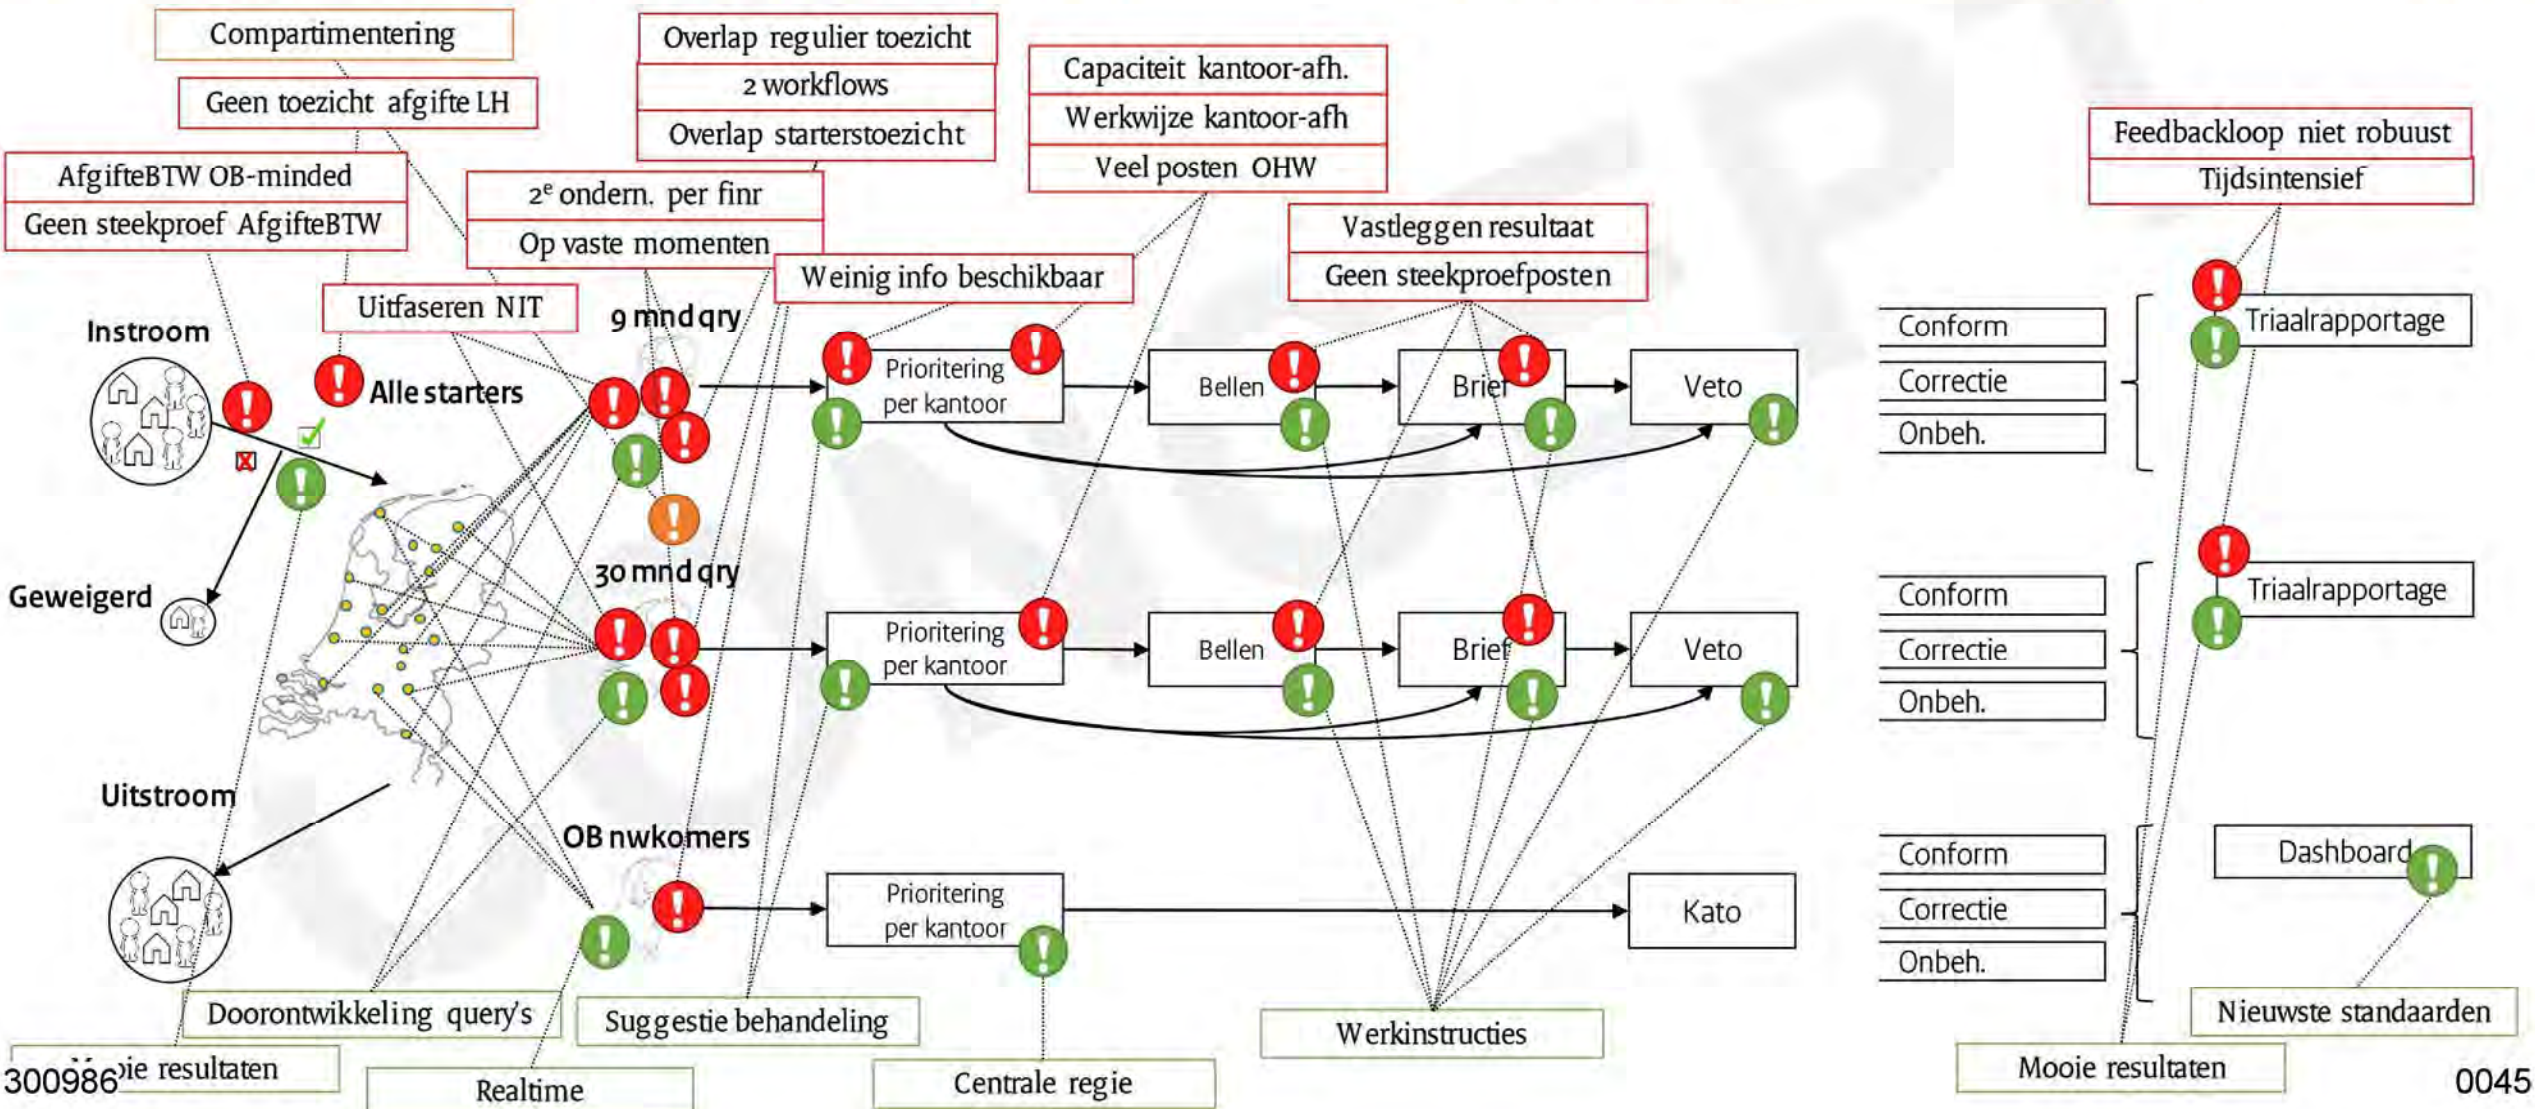 Compartimentering
Geen toezicht afgifte LH
AfgifteBTW OB-minded
Geen steekproef AfgifteBTW
Overlap regulier toezicht
2 workflows
Overlap starterstoezicht
2e ondern. per finr
Op vaste momenten
Uitfaseren NIT
Weinig info beschikbaar
Capaciteit kantoor-afh.
Werkwijze kantoor-afh
Veel posten OHW
Vastleggen resultaat
Geen steekproefposten
Feedbackloop niet robuust
Tijdsintensief
Instroom
Alle starters
Geweigerd
Uitstroom
9 mnd qry
Prioritering
per kantoor
Bellen
Brief
Veto
Conform
Correctie
Onbeh.
Triaalrapportage
30 mnd qry
Prioritering
per kantoor
Bellen
Brief
Veto
Conform
Correctie
Onbeh.
Triaalrapportage
OB nwkomers
Prioritering
per kantoor
Kato
Conform
Correctie
Onbeh.
Dashboard
Doorontwikkeling query's
Suggestie behandeling
Werkinstructies
Nieuwste standaarden
resultaten
Realtime
Centrale regie
Mooie resultaten
300986
0045